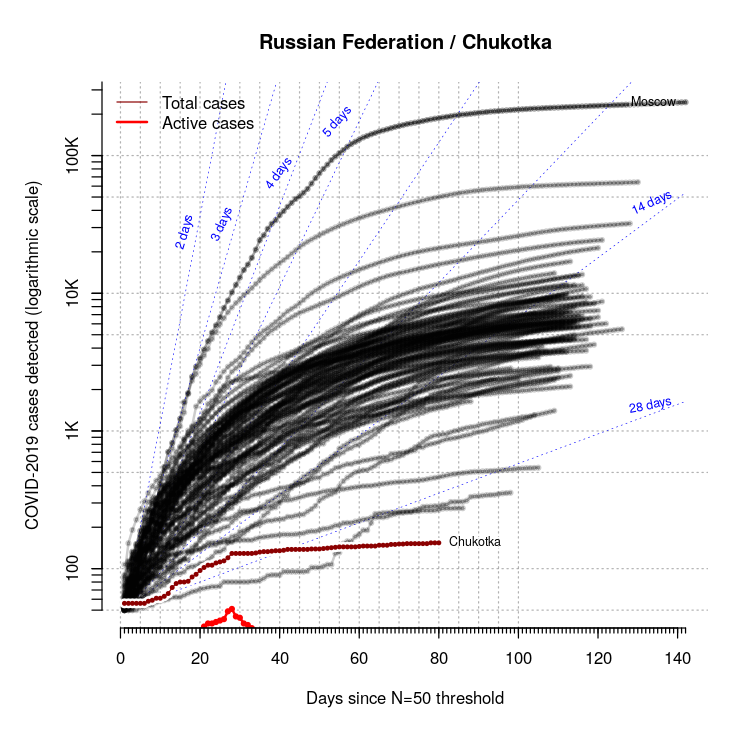 Russian Federation / Chukotka
Total cases
Active cases
Moscow
2 days
3 days
4 days
5 days
14 days
28 days
Chukotka
COVID-2019 cases detected (logarithmic scale)
100K
10K
1K
100
0 20 40 60 80 100 120 140
Days since N=50 threshold